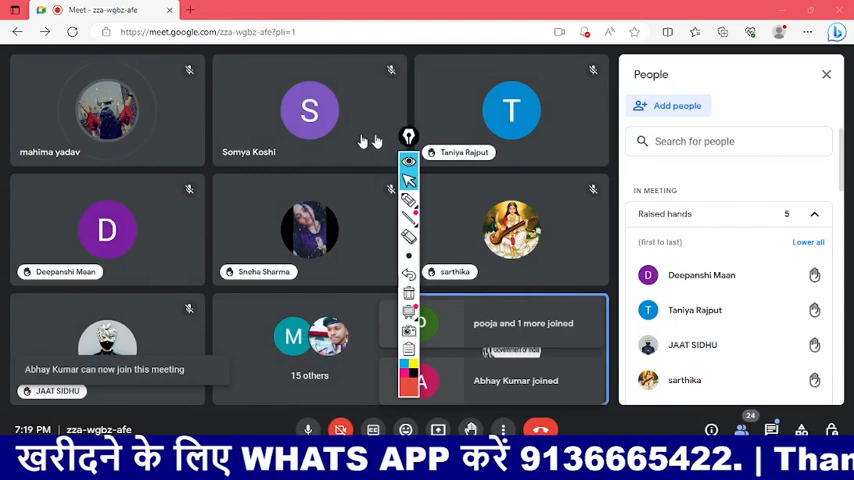 Meet - zza-wgbz-afe
https://meet.google.com/zza-wgbz-afe?pli=1
mahima yadav
S
Somya Koshi
T
Taniya Rajput
D
Deepanshi Maan
Sneha Sharma
sarthika
JAAT SIDHU
Abhay Kumar can now join this meeting
M
15 others
pooja and 1 more joined
Government of India
A
Abhay Kumar joined
People
Add people
Search for people
IN MEETING
Raised hands 5
(first to last) Lower all
D Deepanshi Maan
T Taniya Rajput
JAAT SIDHU
sarthika
7:19 PM zza-wgbz-afe
24
खरीदने के लिए WHATS APP करें 9136665422. | Than